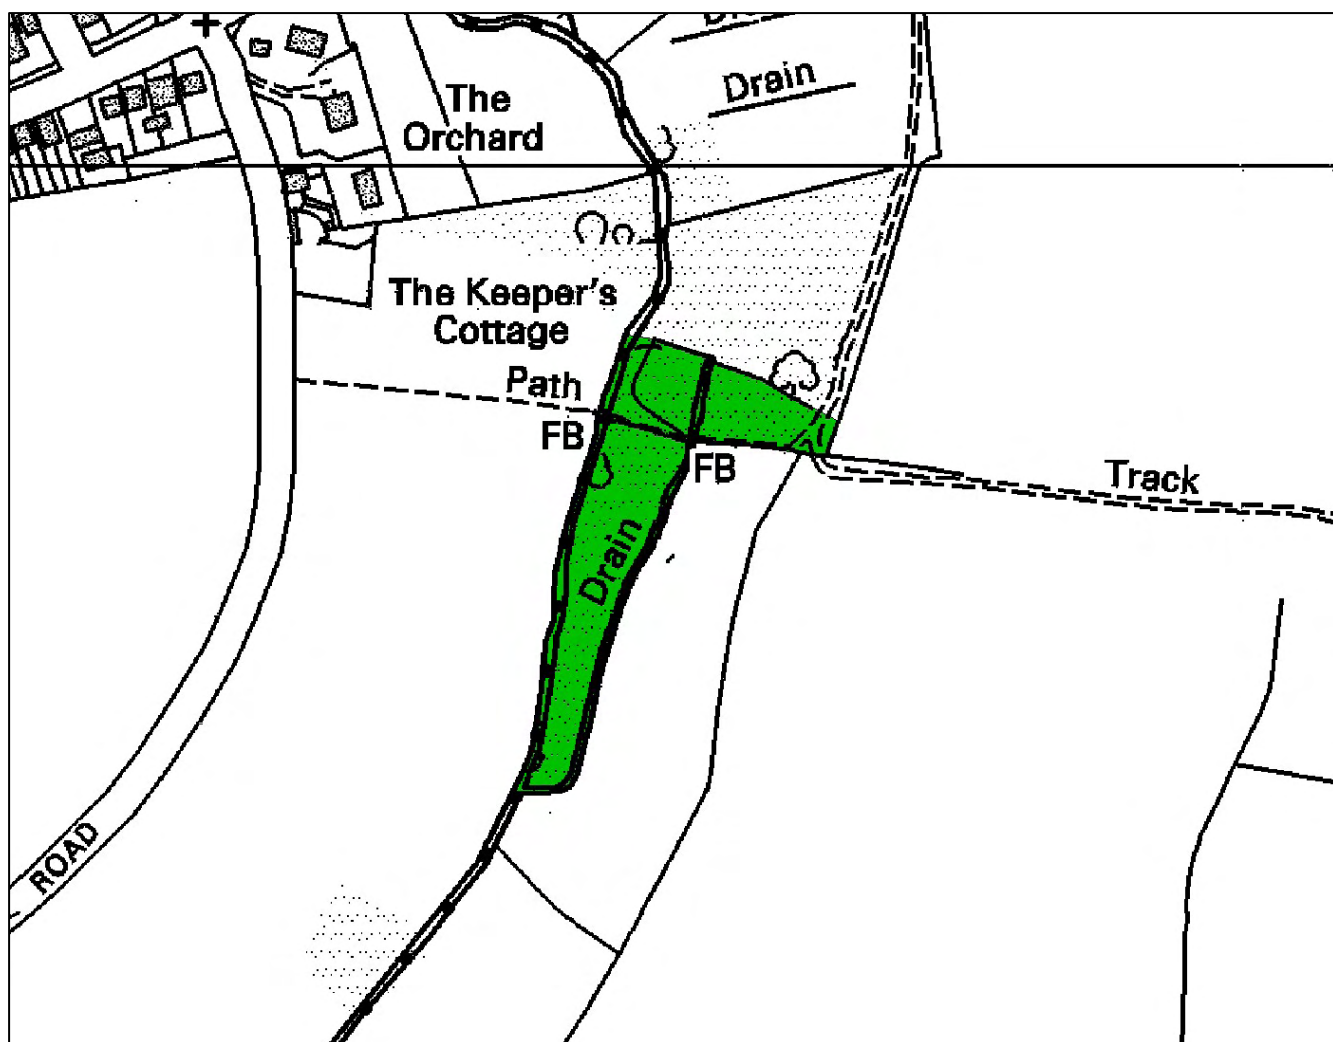 Drain
The
Orchard
The Keeper's
Cottage
Path
FB
FB
Track
Drain
ROAD